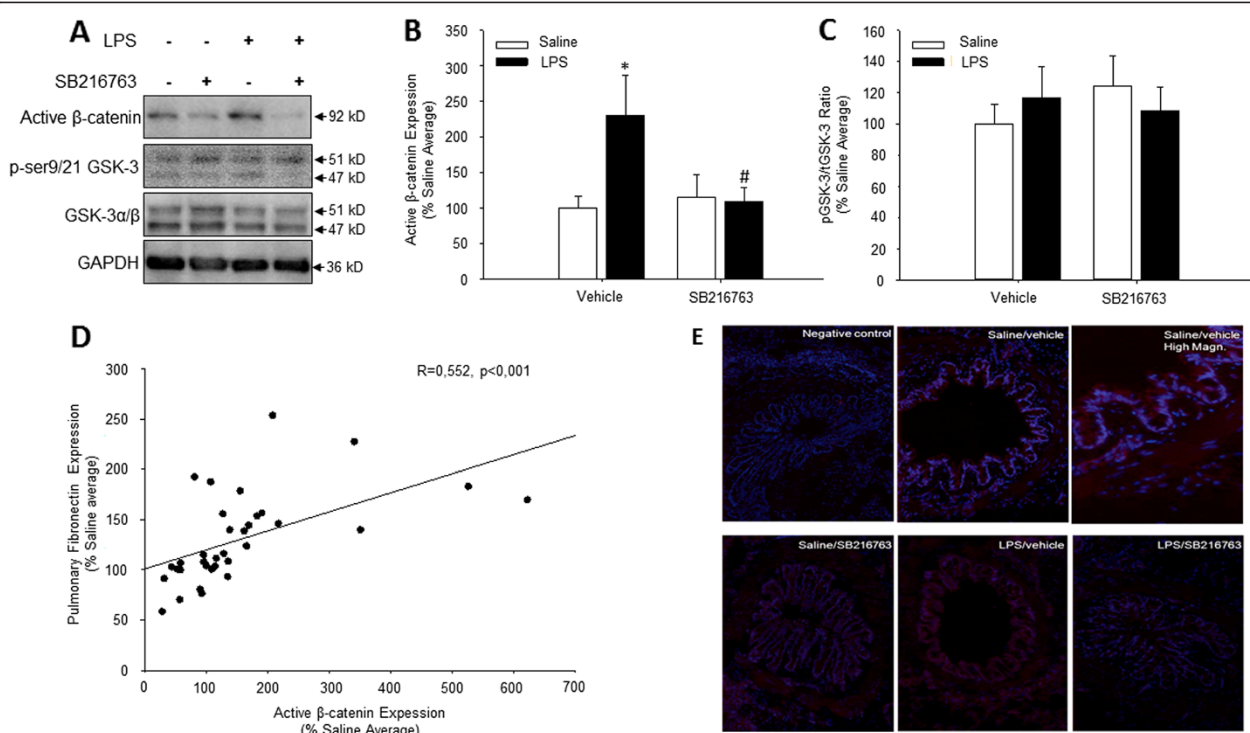 A
LPS - - + +
SB216763 - + - +
Active β-catenin 92 kD
p-ser9/21 GSK-3 51 kD
47 kD
GSK-3α/β 51 kD
47 kD
GAPDH 36 kD
B
Active β-catenin Expression
(% Saline Average)
350
300
250
200
150
100
50
0
Saline
LPS
*
#
Vehicle SB216763
C
pGSK-3/tGSK-3 Ratio
(% Saline Average)
160
140
120
100
80
60
40
20
0
Saline
LPS
Vehicle SB216763
D
Pulmonary Fibronectin Expression
(% Saline average)
300
250
200
150
100
50
0
R=0,552, p<0,001
0 100 200 300 400 500 600 700
Active β-catenin Expession
(% Saline Average)
E
Negative control
Saline/vehicle
Saline/vehicle
High Magn.
Saline/SB216763
LPS/vehicle
LPS/SB216763